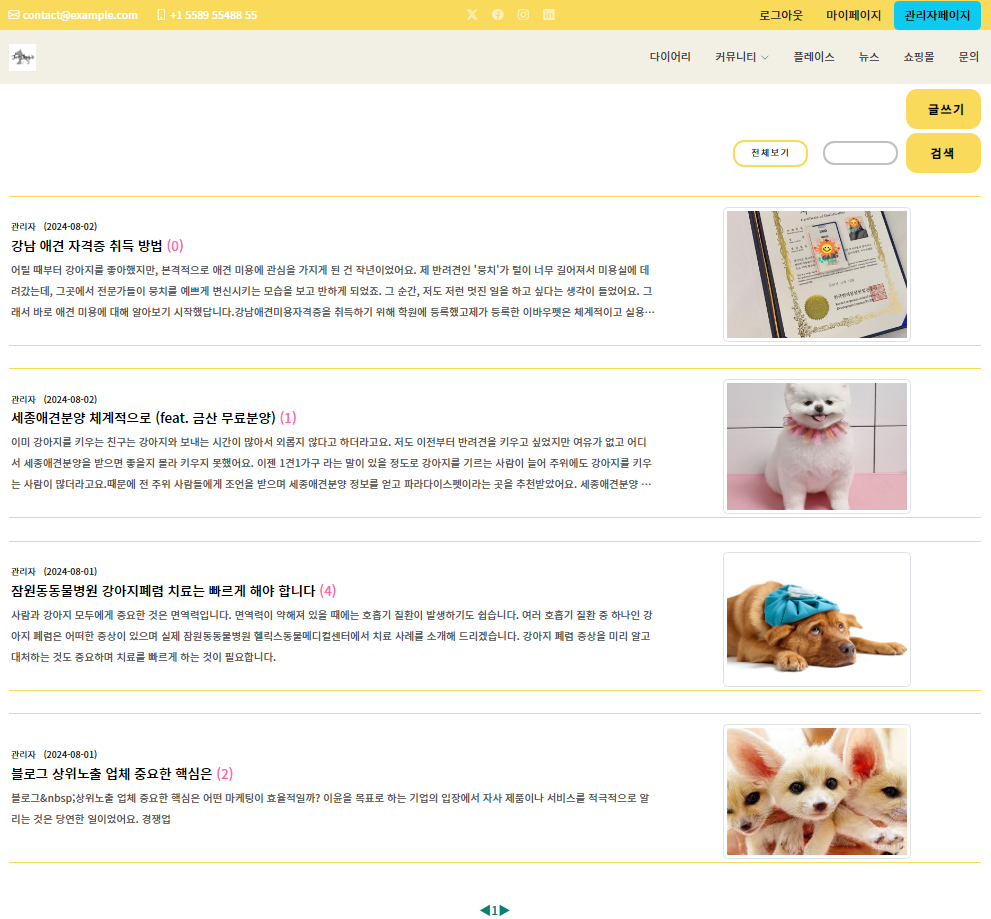 contact@example.com +1 5589 55488 55 로그아웃 마이페이지 관리자페이지
다이어리 커뮤니티 플레이스 뉴스 쇼핑몰 문의
글쓰기
전체보기 검색
관리자 (2024-08-02)
강남 애견 자격증 취득 방법 (0)
어릴 때부터 강아지를 좋아했지만, 본격적으로 애견 미용에 관심을 가지게 된 건 작년이었어요. 제 반려견인 '뭉치'가 털이 너무 길어져서 미용실에 데
려갔는데, 그곳에서 전문가들이 뭉치를 예쁘게 변신시키는 모습을 보고 반하게 되었죠. 그 순간, 저도 저런 멋진 일을 하고 싶다는 생각이 들었어요. 그
래서 바로 애견 미용에 대해 알아보기 시작했답니다.강남애견미용자격증을 취득하기 위해 학원에 등록했고제가 등록한 이바우펫은 체계적이고 실용…
관리자 (2024-08-02)
세종애견분양 체계적으로 (feat. 금산 무료분양) (1)
이미 강아지를 키우는 친구는 강아지와 보내는 시간이 많아서 외롭지 않다고 하더라고요. 저도 이전부터 반려견을 키우고 싶었지만 여유가 없고 어디
서 세종애견분양을 받으면 좋을지 몰라 키우지 못했어요. 이젠 1견1가구 라는 말이 있을 정도로 강아지를 기르는 사람이 늘어 주위에도 강아지를 키우
는 사람이 많더라고요.때문에 전 주위 사람들에게 조언을 받으며 세종애견분양 정보를 얻고 파라다이스펫이라는 곳을 추천받았어요. 세종애견분양 …
관리자 (2024-08-01)
잠원동동물병원 강아지폐렴 치료는 빠르게 해야 합니다 (4)
사람과 강아지 모두에게 중요한 것은 면역력입니다. 면역력이 약해져 있을 때에는 호흡기 질환이 발생하기도 쉽습니다. 여러 호흡기 질환 중 하나인 강
아지 폐렴은 어떠한 증상이 있으며 실제 잠원동동물병원 헬릭스동물메디컬센터에서 치료 사례를 소개해 드리겠습니다. 강아지 폐렴 증상을 미리 알고
대처하는 것도 중요하며 치료를 빠르게 하는 것이 필요합니다.
관리자 (2024-08-01)
블로그 상위노출 업체 중요한 핵심은 (2)
블로그&nbsp;상위노출 업체 중요한 핵심은 어떤 마케팅이 효율적일까? 이윤을 목표로 하는 기업의 입장에서 자사 제품이나 서비스를 적극적으로 알
리는 것은 당연한 일이었어요. 경쟁업
◀1▶